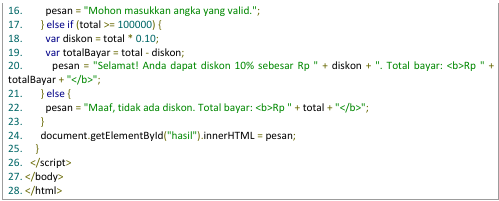 16.       pesan = "Mohon masukkan angka yang valid.";
17.     } else if (total >= 100000) {
18.       var diskon = total * 0.10;
19.       var totalBayar = total - diskon;
20.       pesan = "Selamat! Anda dapat diskon 10% sebesar Rp " + diskon + ". Total bayar: <b>Rp " +
totalBayar + "</b>";
21.     } else {
22.       pesan = "Maaf, tidak ada diskon. Total bayar: <b>Rp " + total + "</b>";
23.     }
24.     document.getElementById("hasil").innerHTML = pesan;
25.   }
26.  </script>
27. </body>
28. </html>